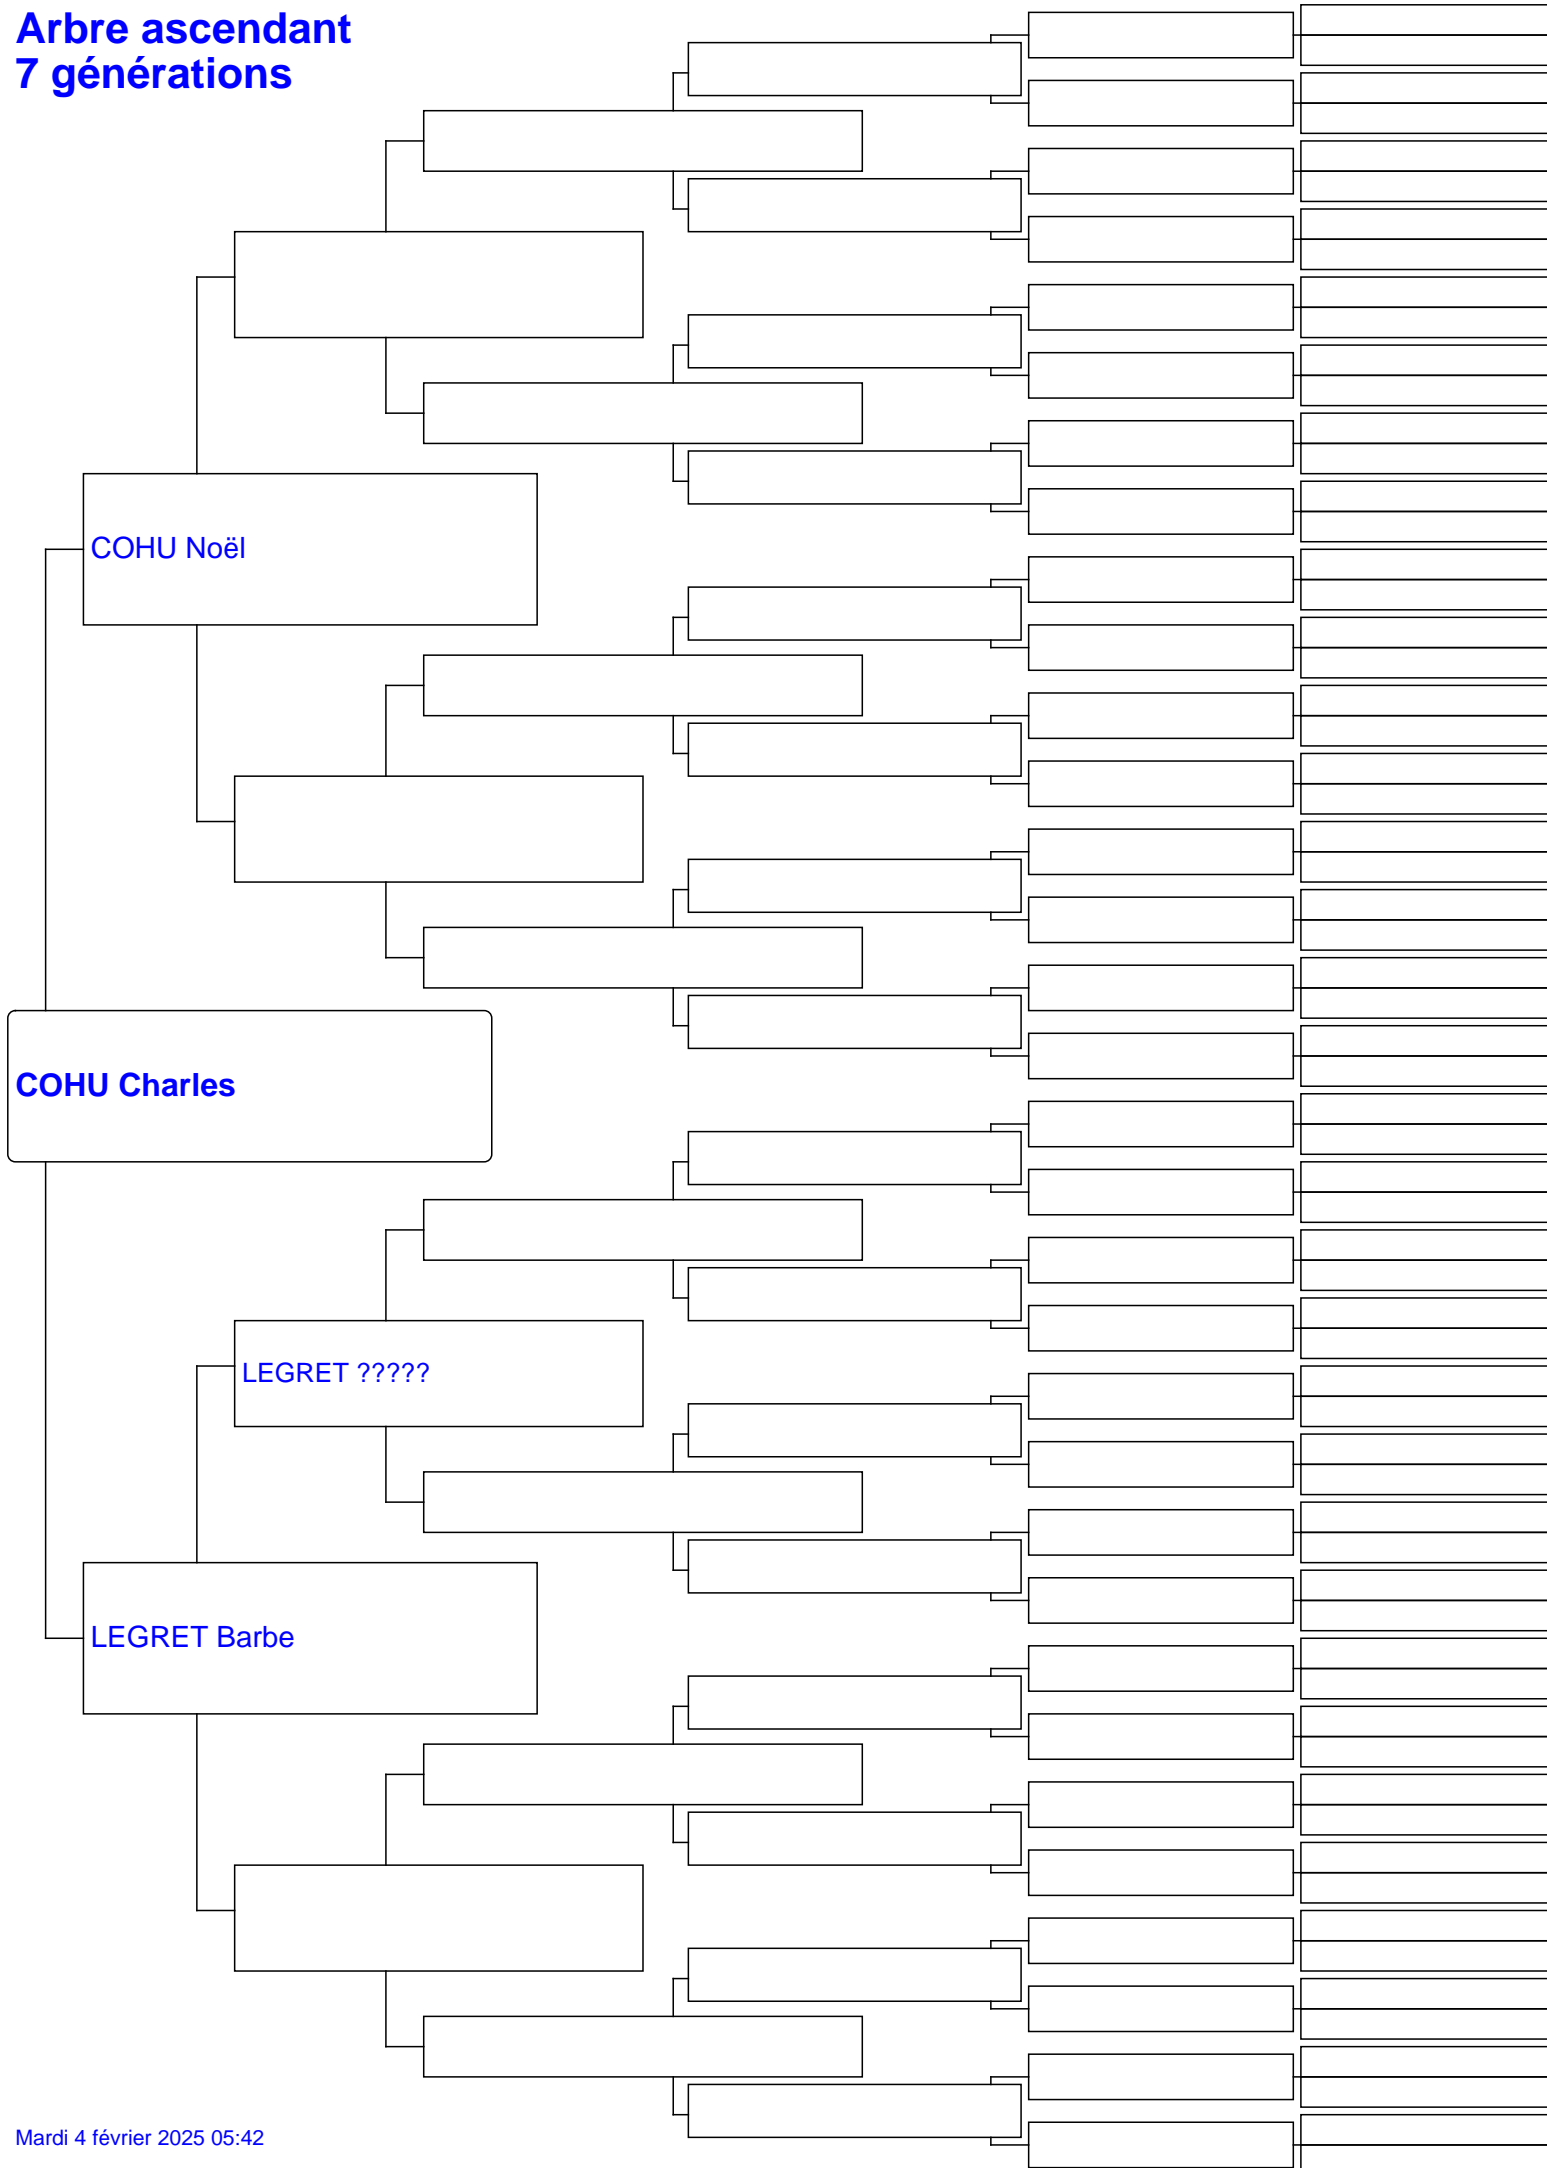 Arbre ascendant
7 générations
COHU Noël
COHU Charles
LEGRET ?????
LEGRET Barbe
Mardi 4 février 2025 05:42